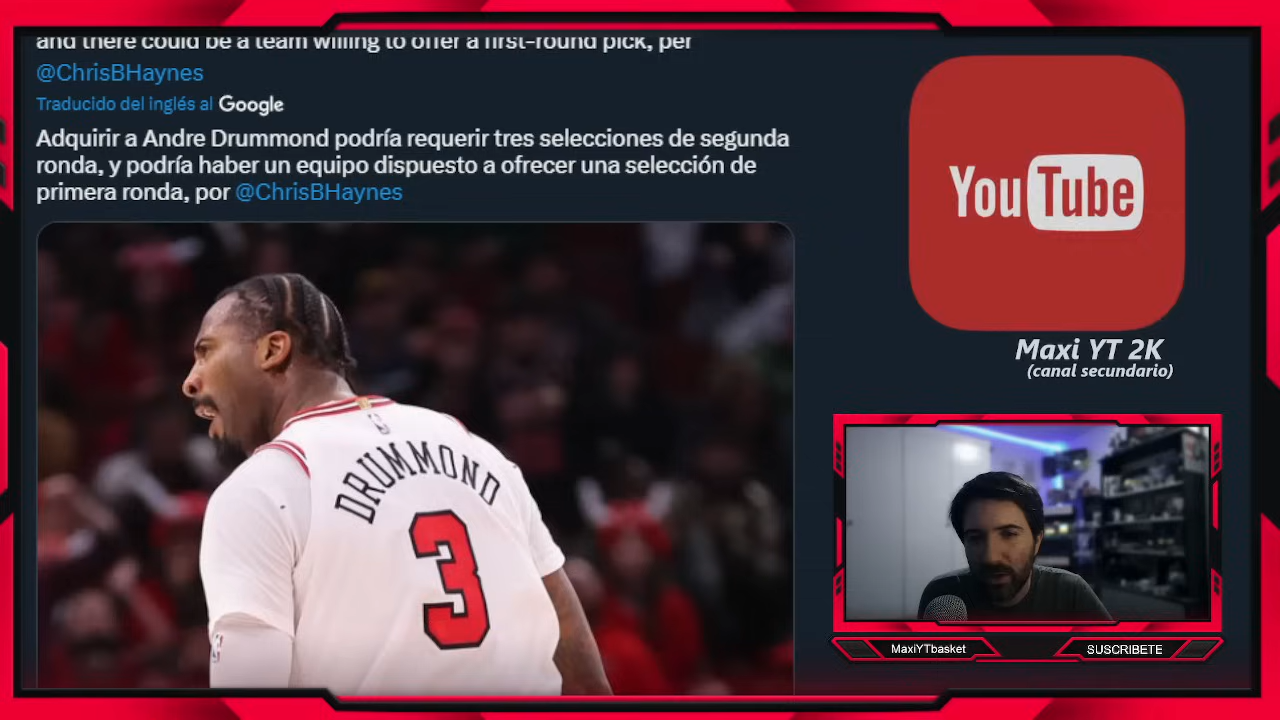 and there could be a team willing to offer a first-round pick, per
@ChrisBHaynes
Traducido del inglés al Google
Adquirir a Andre Drummond podría requerir tres selecciones de segunda
ronda, y podría haber un equipo dispuesto a ofrecer una selección de
primera ronda, por @ChrisBHaynes
DRUMMOND
3
YouTube
Maxi YT 2K
(canal secundario)
MaxiYTbasket
SUSCRIBETE